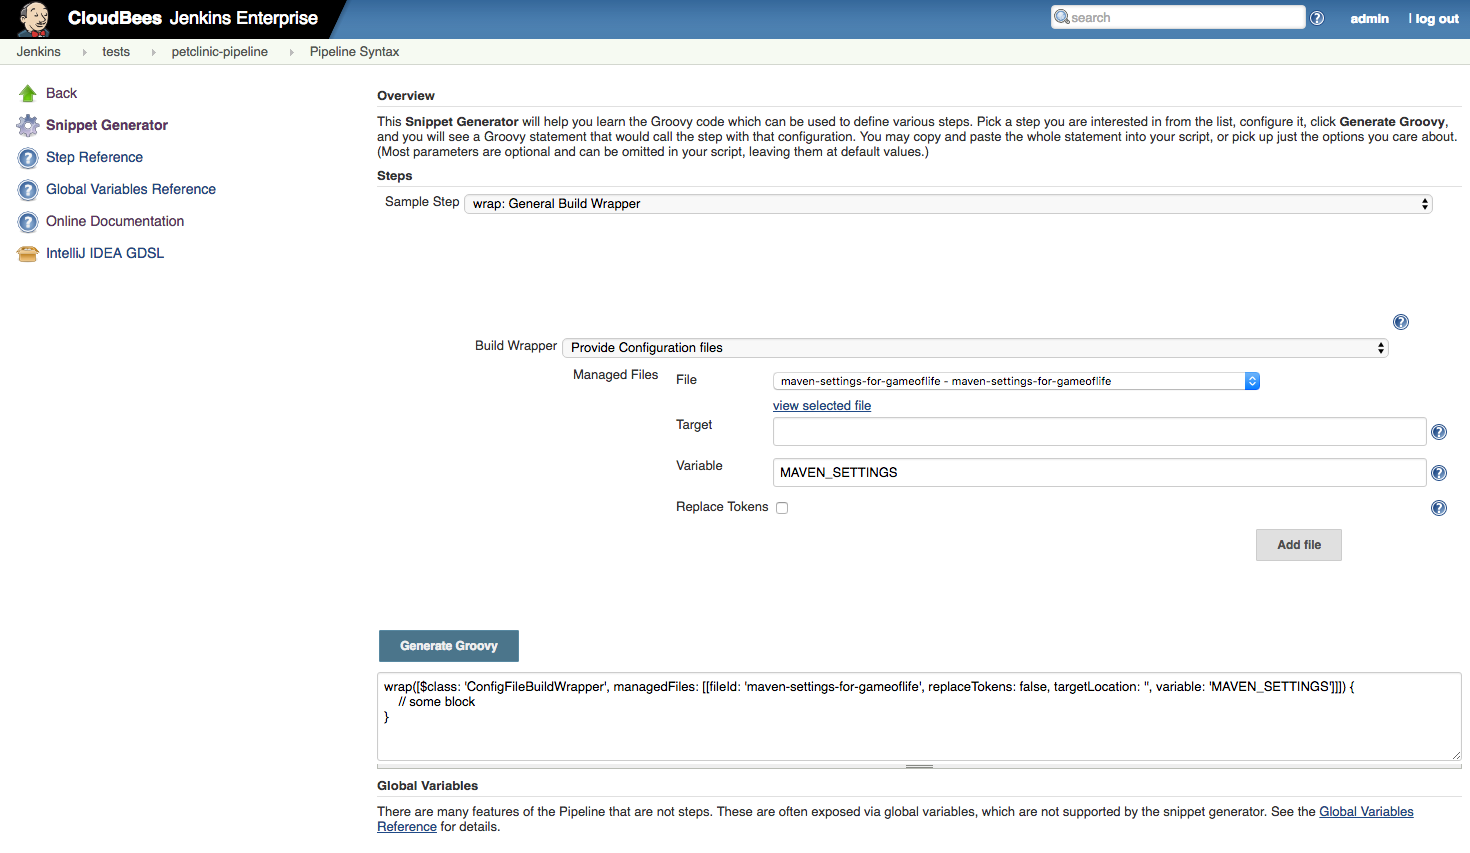 CloudBees Jenkins Enterprise
search
admin
| log out
Jenkins
tests
petclinic-pipeline
Pipeline Syntax
Back
Snippet Generator
Step Reference
Global Variables Reference
Online Documentation
IntelliJ IDEA GDSL
Overview
This Snippet Generator will help you learn the Groovy code which can be used to define various steps. Pick a step you are interested in from the list, configure it, click Generate Groovy,
and you will see a Groovy statement that would call the step with that configuration. You may copy and paste the whole statement into your script, or pick up just the options you care about.
(Most parameters are optional and can be omitted in your script, leaving them at default values.)
Steps
Sample Step
wrap: General Build Wrapper
Build Wrapper
Provide Configuration files
Managed Files
File
maven-settings-for-gameoflife - maven-settings-for-gameoflife
view selected file
Target
Variable
MAVEN_SETTINGS
Replace Tokens
Add file
Generate Groovy
wrap([$class: 'ConfigFileBuildWrapper', managedFiles: [[fileId: 'maven-settings-for-gameoflife', replaceTokens: false, targetLocation: '', variable: 'MAVEN_SETTINGS']]]) {
// some block
}
Global Variables
There are many features of the Pipeline that are not steps. These are often exposed via global variables, which are not supported by the snippet generator. See the Global Variables
Reference for details.